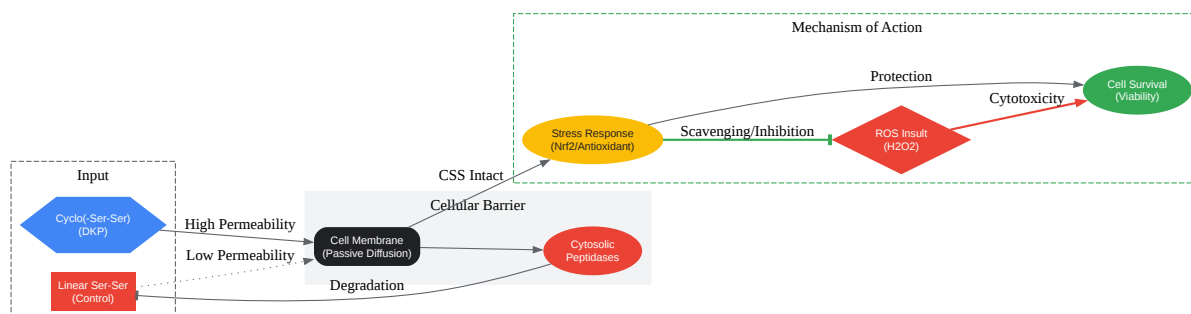 Mechanism of Action
Cell Survival
(Viability)
Protection
Cytotoxicity
Stress Response
(Nrf2/Antioxidant)
Scavenging/Inhibition
ROS Insult
(H2O2)
Input
CSS Intact
Cellular Barrier
Cyclo(-Ser-Ser)
(DKP)
High Permeability
Cell Membrane
(Passive Diffusion)
Cytosolic
Peptidases
Low Permeability
Linear Ser-Ser
(Control)
Degradation